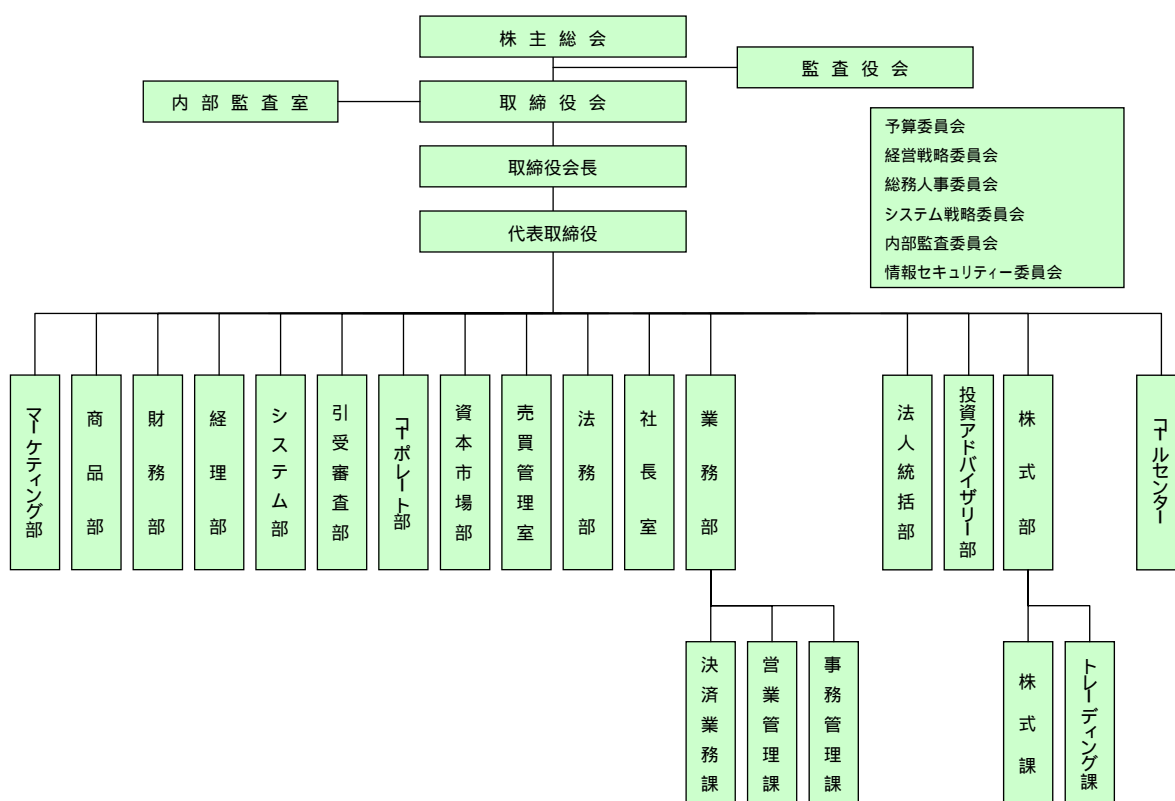 株主総会
監査役会
内部監査室
取締役会
取締役会長
代表取締役
予算委員会
経営戦略委員会
総務人事委員会
システム戦略委員会
内部監査委員会
情報セキュリティー委員会
マーケティング部
商品部
財務部
経理部
システム部
引受審査部
コーポレート部
資本市場部
売買管理室
法務部
社長室
業務部
法人統括部
投資アドバイザリー部
株式部
コールセンター
決済業務課
営業管理課
事務管理課
株式課
トレーディング課